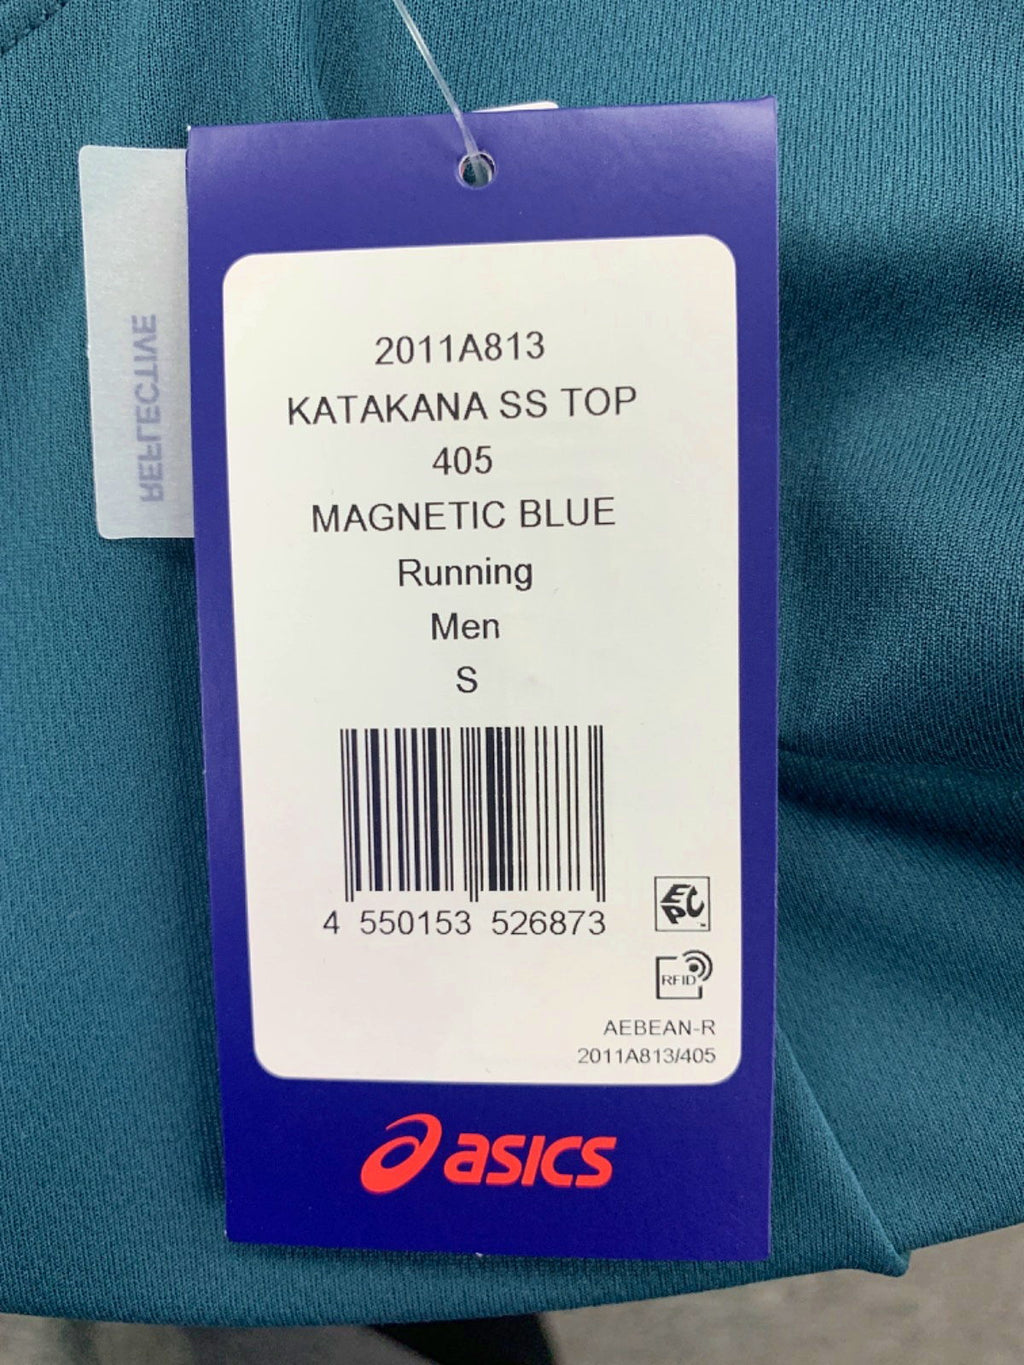 2011A813
KATAKANA SS TOP
405
MAGNETIC BLUE
Running
Men
S
4 550153 526873
EPC
RFID
AEBEAN-R
2011A813/405
asics
REFLECTIVE